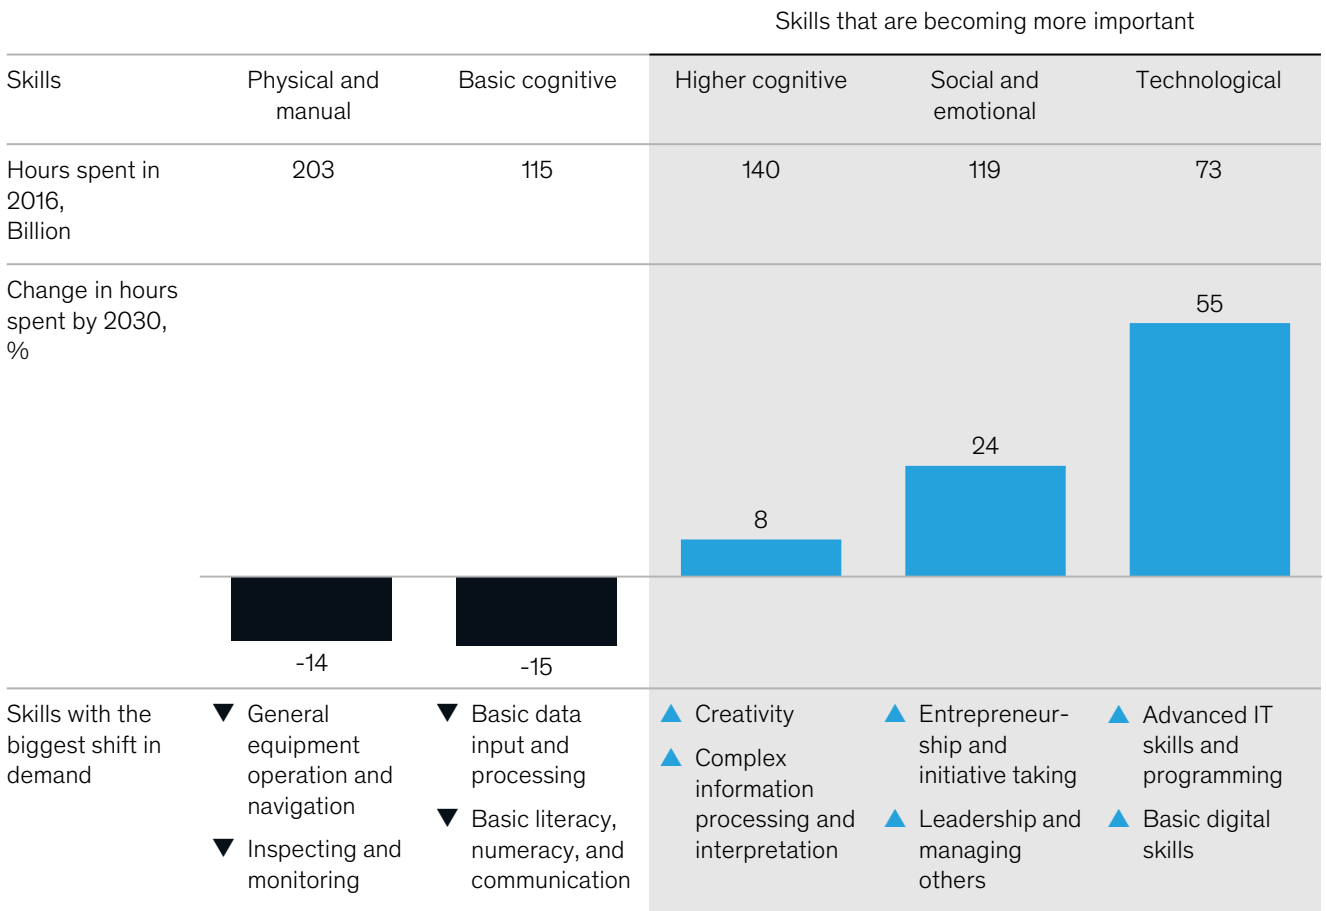 Skills that are becoming more important
Skills
Physical and
manual
Basic cognitive
Higher cognitive
Social and
emotional
Technological
Hours spent in
2016,
Billion
203
115
140
119
73
Change in hours
spent by 2030,
%
-14
-15
8
24
55
Skills with the
biggest shift in
demand
▼ General
equipment
operation and
navigation
▼ Inspecting and
monitoring
▼ Basic data
input and
processing
▼ Basic literacy,
numeracy, and
communication
▲ Creativity
▲ Complex
information
processing and
interpretation
▲ Entrepreneur-
ship and
initiative taking
▲ Leadership and
managing
others
▲ Advanced IT
skills and
programming
▲ Basic digital
skills